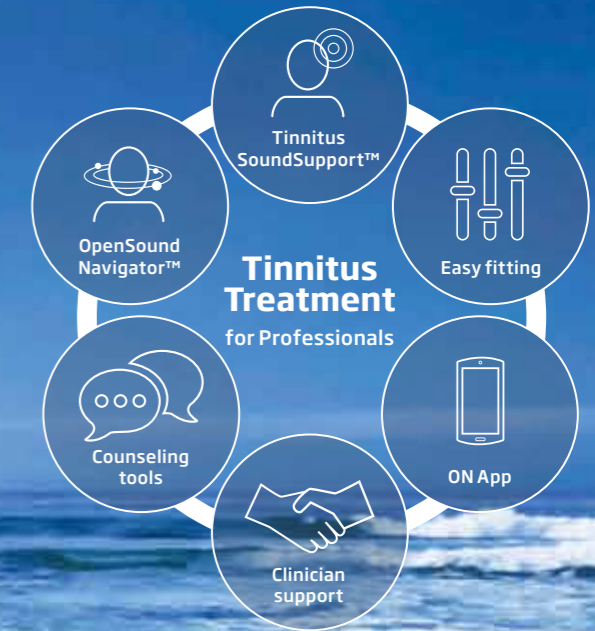 Tinnitus
SoundSupport™
OpenSound
Navigator™
Easy fitting
Tinnitus
Treatment
for Professionals
Counseling
tools
ON App
Clinician
support